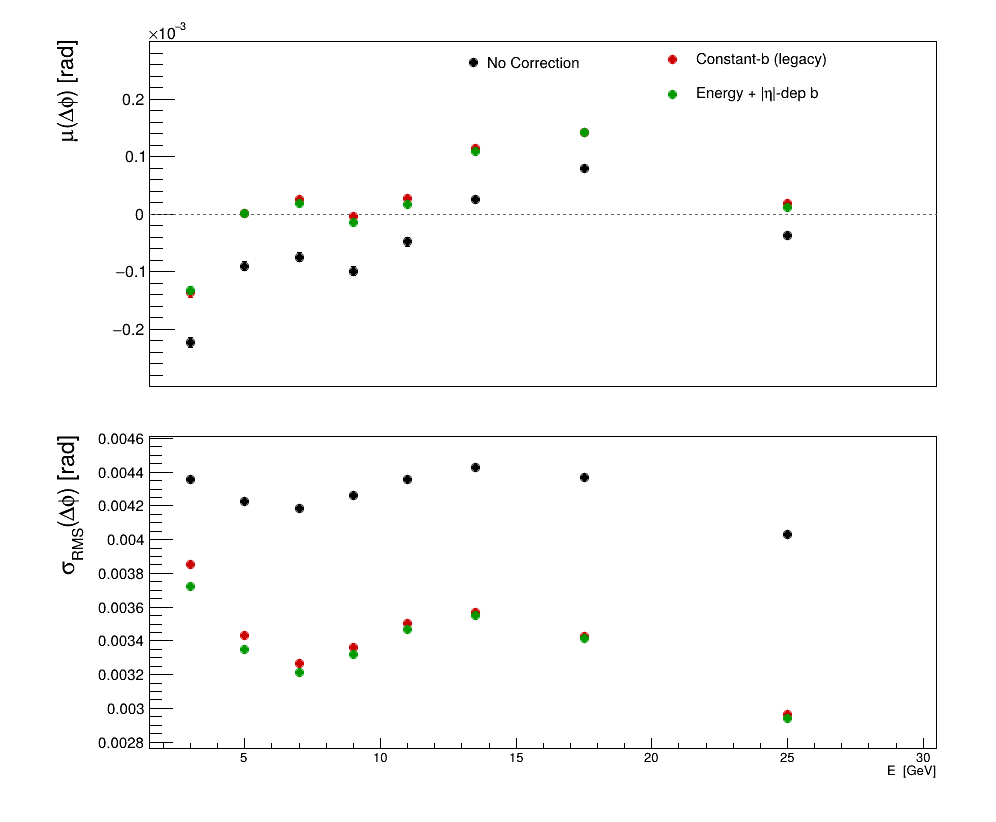 ×10⁻³
μ(Δϕ) [rad]
No Correction
Constant-b (legacy)
Energy + |η|-dep b
0.2
0.1
0
−0.1
−0.2
σRMS(Δϕ) [rad]
0.0046
0.0044
0.0042
0.004
0.0038
0.0036
0.0034
0.0032
0.003
0.0028
5 10 15 20 25 30
E [GeV]